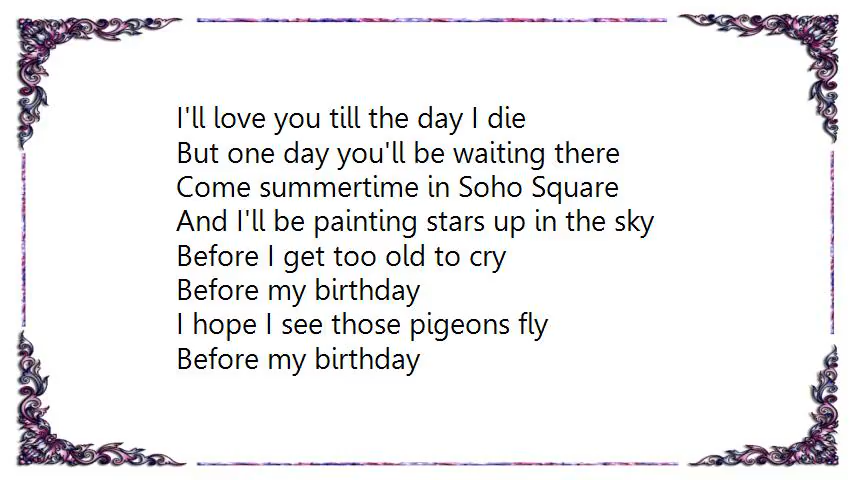 I'll love you till the day I die
But one day you'll be waiting there
Come summertime in Soho Square
And I'll be painting stars up in the sky
Before I get too old to cry
Before my birthday
I hope I see those pigeons fly
Before my birthday